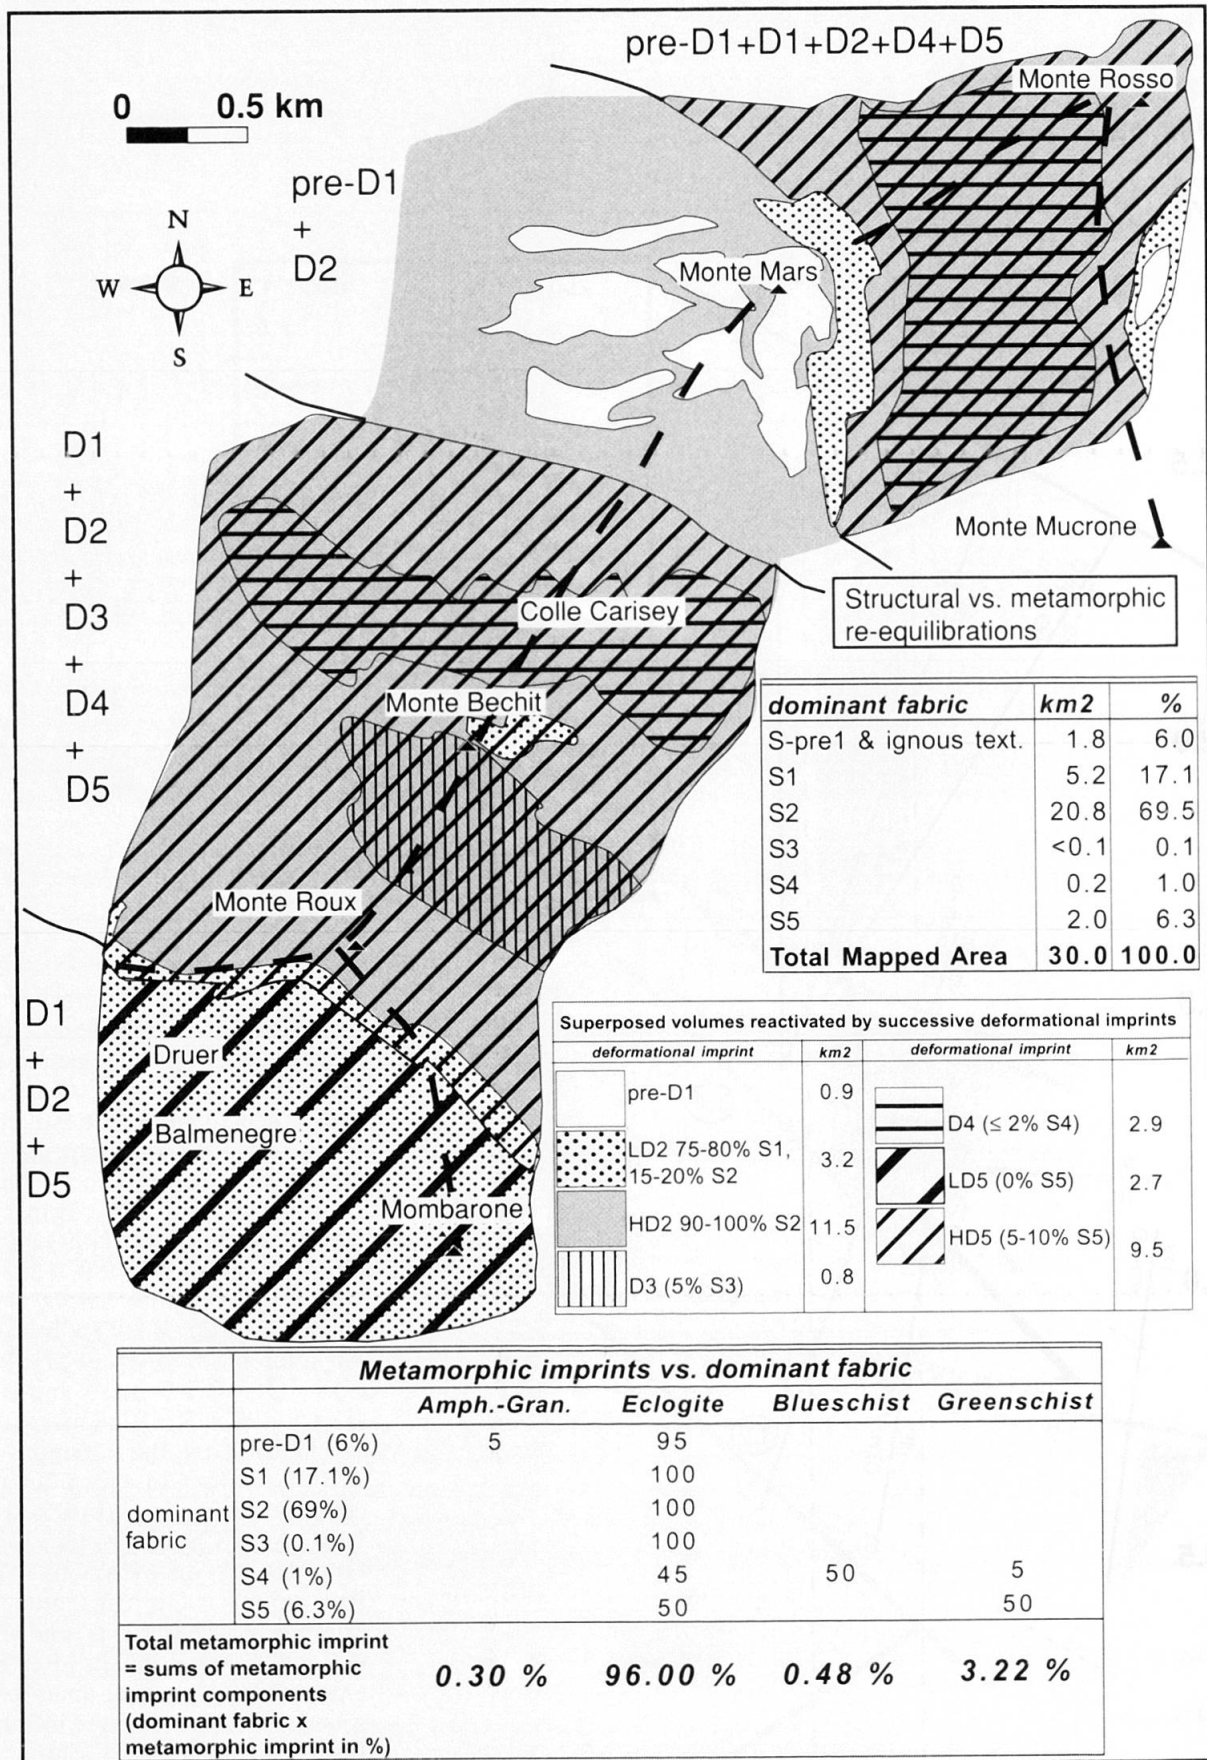 pre-D1+D1+D2+D4+D5
Monte Rosso
0 0.5 km
pre-D1
+
D2
N
W E
S
Monte Mars
D1
+
D2
+
D3
+
D4
+
D5
Monte Mucrone
Colle Carisey
Structural vs. metamorphic
re-equilibrations
Monte Bechit
dominant fabric km2 %
S-pre1 & ignous text. 1.8 6.0
S1 5.2 17.1
S2 20.8 69.5
S3 <0.1 0.1
S4 0.2 1.0
S5 2.0 6.3
Total Mapped Area 30.0 100.0
Monte Roux
D1
+
D2
+
D5
Druer
Balmenegre
Mombarone
Superposed volumes reactivated by successive deformational imprints
deformational imprint km2 deformational imprint km2
pre-D1 0.9
LD2 75-80% S1,
15-20% S2 3.2
HD2 90-100% S2 11.5
D3 (5% S3) 0.8
D4 (≤ 2% S4) 2.9
LD5 (0% S5) 2.7
HD5 (5-10% S5) 9.5
Metamorphic imprints vs. dominant fabric
Amph.-Gran. Eclogite Blueschist Greenschist
dominant
fabric
pre-D1 (6%) 5 95
S1 (17.1%) 100
S2 (69%) 100
S3 (0.1%) 100
S4 (1%) 45 50 5
S5 (6.3%) 50 50
Total metamorphic imprint
= sums of metamorphic
imprint components
(dominant fabric x
metamorphic imprint in %)
0.30 % 96.00 % 0.48 % 3.22 %